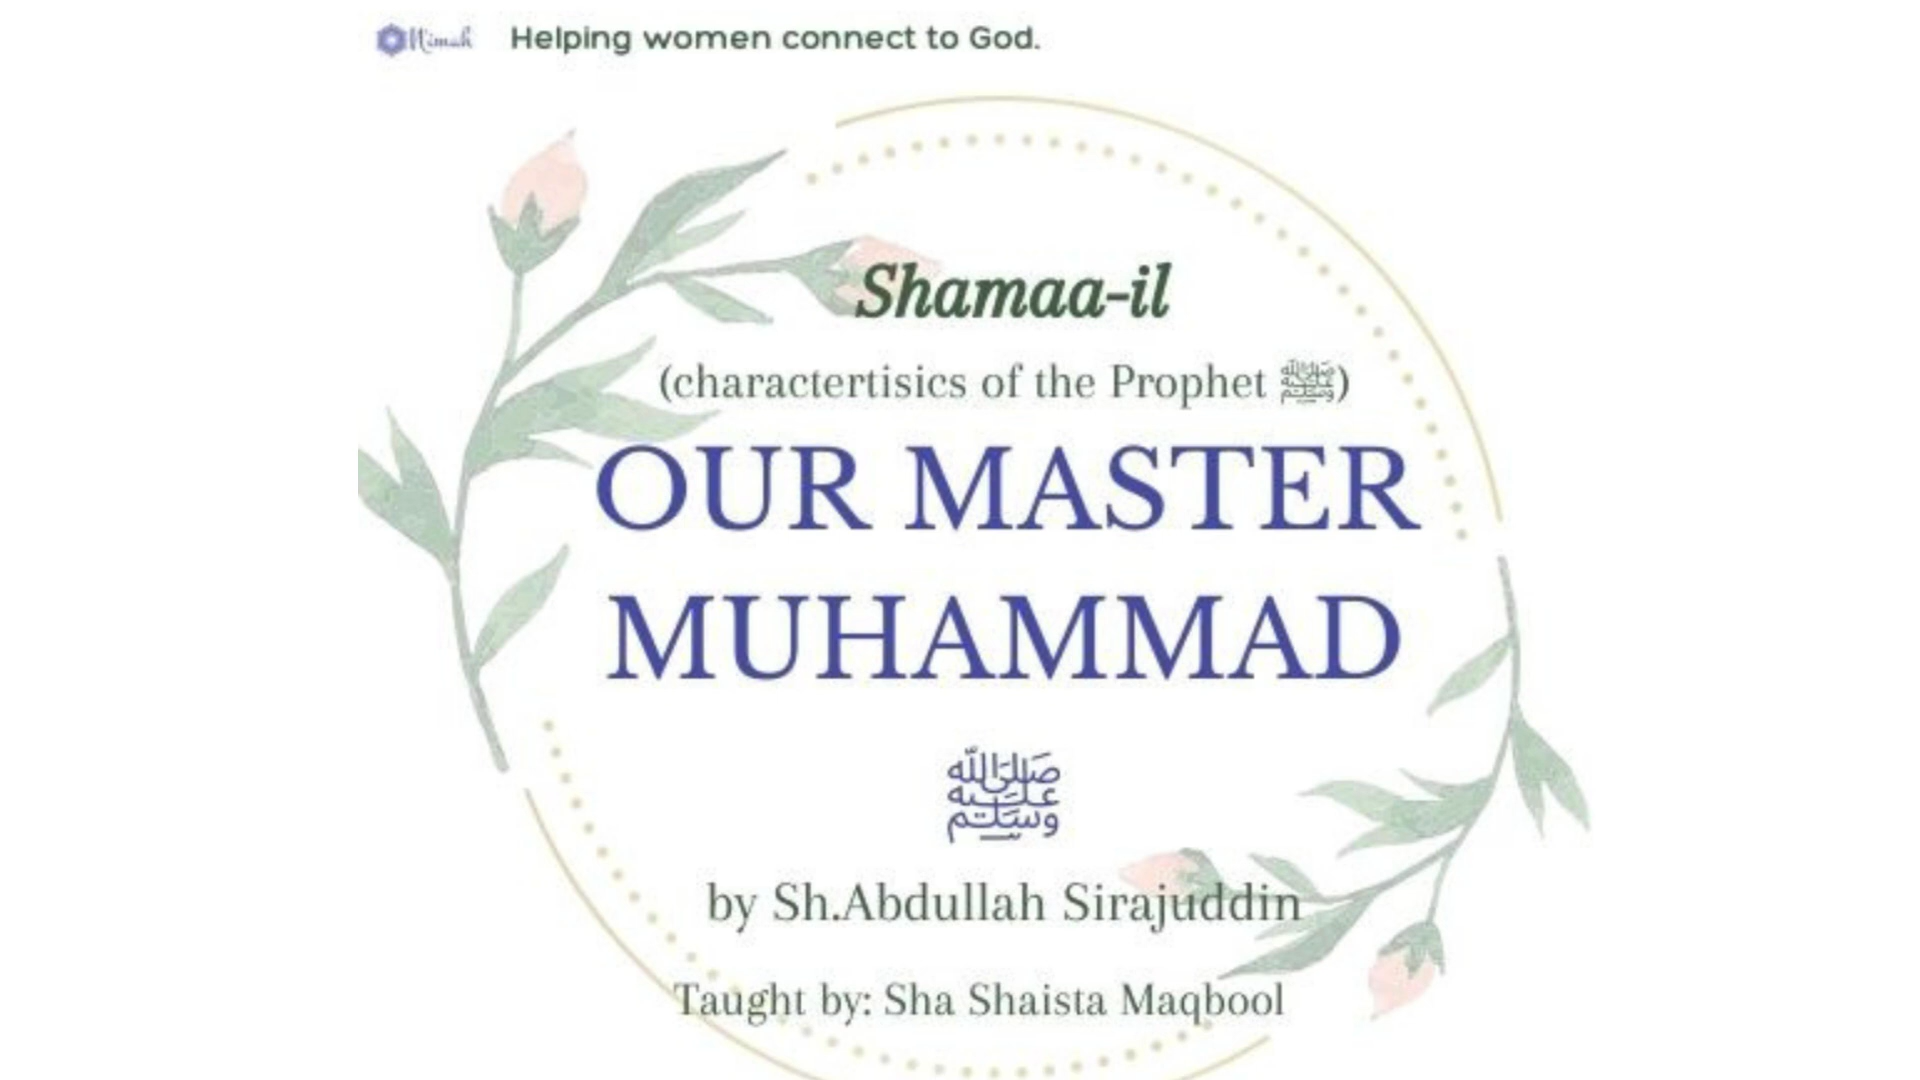 Nimah Helping women connect to God.
Shamaa-il
(charactertisics of the Prophet ﷺ)
OUR MASTER
MUHAMMAD
ﷺ
by Sh.Abdullah Sirajuddin
Taught by: Sha Shaista Maqbool